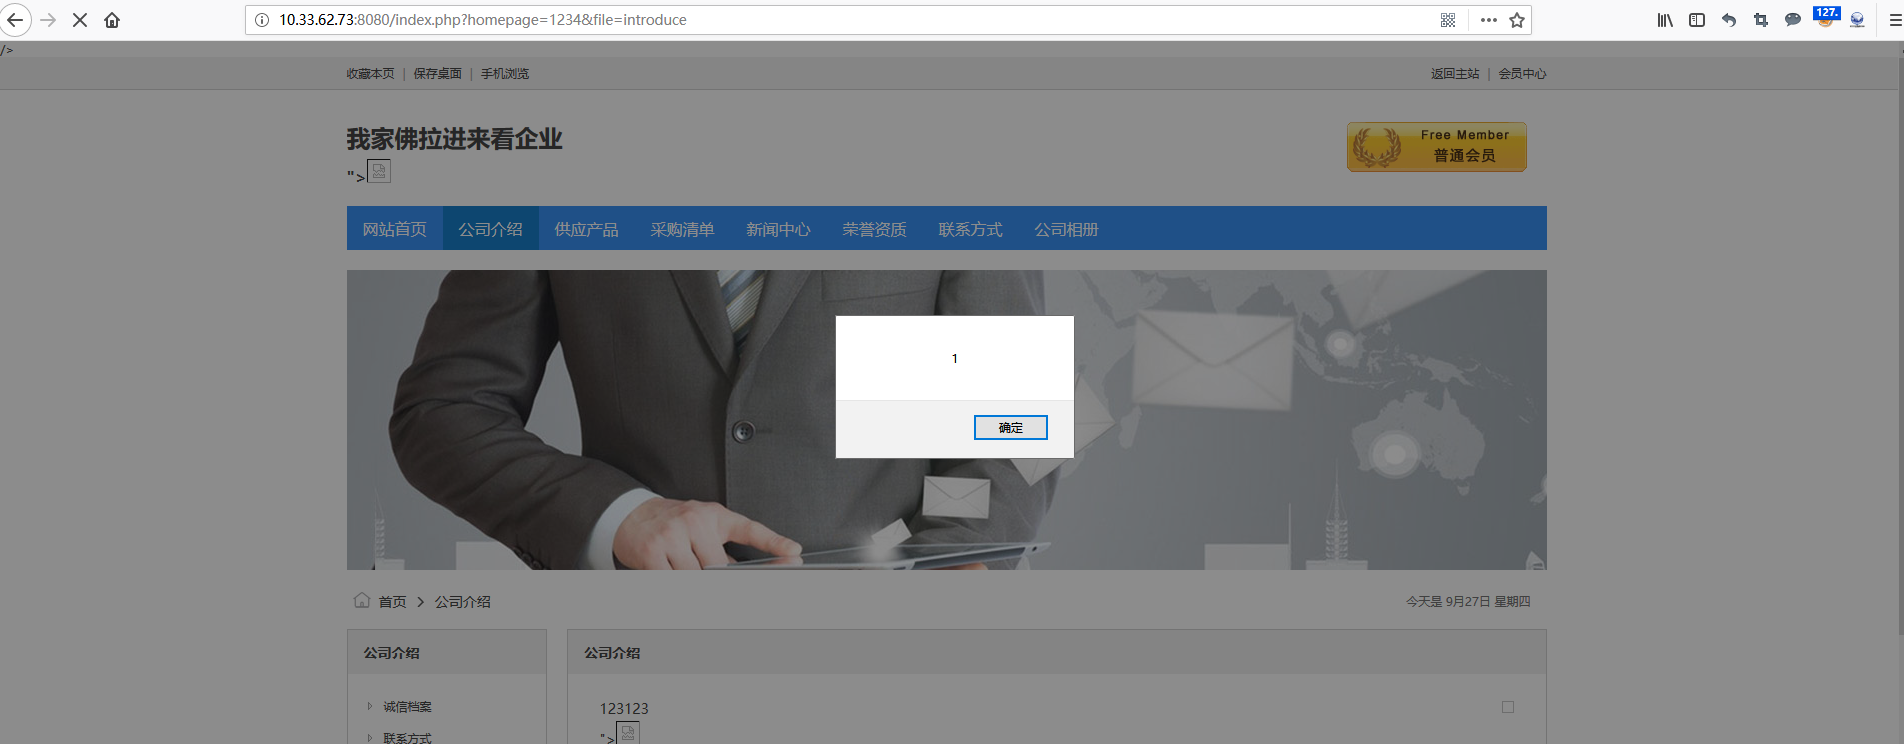 10.33.62.73:8080/index.php?homepage=1234&file=introduce
127.
/>
收藏本页 | 保存桌面 | 手机浏览
返回主站 | 会员中心
我家佛拉进来看企业
">
Free Member
普通会员
网站首页 公司介绍 供应产品 采购清单 新闻中心 荣誉资质 联系方式 公司相册
1
确定
首页 > 公司介绍
今天是 9月27日 星期四
公司介绍
诚信档案
联系方式
公司介绍
123123
">